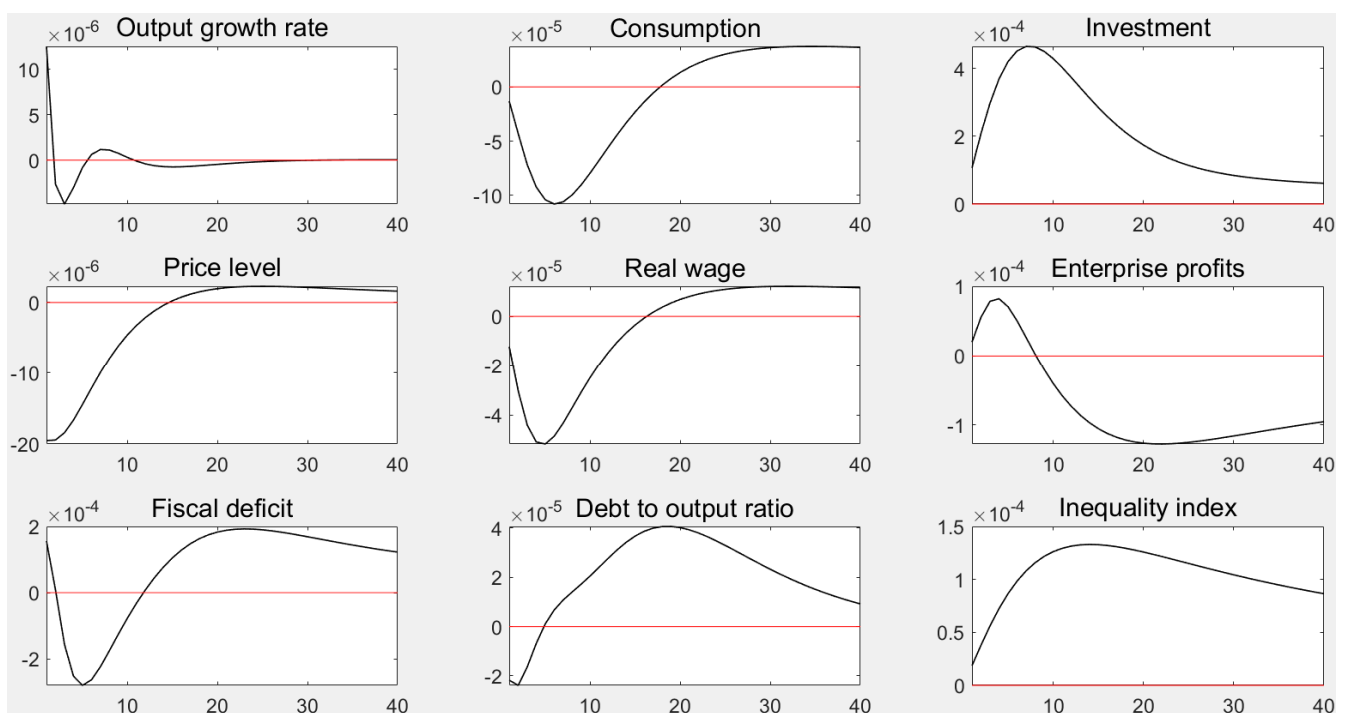 ×10⁻⁶ Output growth rate
10
5
0
10 20 30 40
×10⁻⁵ Consumption
0
-5
-10
10 20 30 40
×10⁻⁴ Investment
4
2
0
10 20 30 40
×10⁻⁶ Price level
0
-10
-20
10 20 30 40
×10⁻⁵ Real wage
0
-2
-4
10 20 30 40
×10⁻⁴ Enterprise profits
1
0
-1
10 20 30 40
×10⁻⁴ Fiscal deficit
2
0
-2
10 20 30 40
×10⁻⁵ Debt to output ratio
4
2
0
-2
10 20 30 40
×10⁻⁴ Inequality index
1.5
1
0.5
0
10 20 30 40